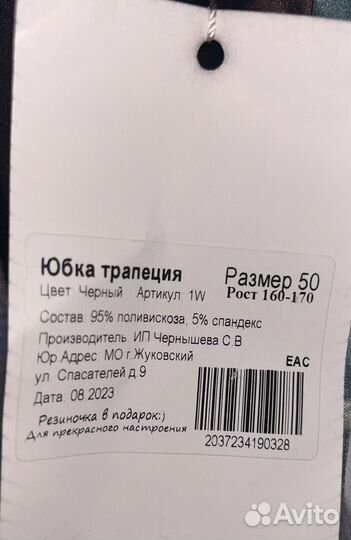 Юбка трапеция Размер 50
Цвет: Черный Артикул: 1W Рост 160-170
Состав: 95% поливискоза, 5% спандекс
Производитель: ИП Чернышева С.В
Юр.Адрес: МО г.Жуковский
ул. Спасателей д.9
Дата: 08.2023
EAC
Резиночка в подарок:)
Для прекрасного настроения
2037234190328
Avito